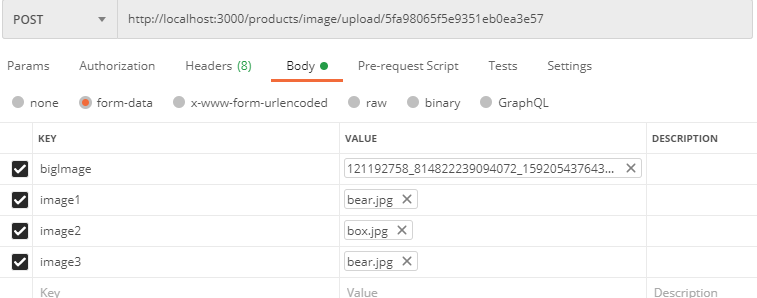 POST http://localhost:3000/products/image/upload/5fa98065f5e9351eb0ea3e57
Params Authorization Headers (8) Body Pre-request Script Tests Settings
none form-data x-www-form-urlencoded raw binary GraphQL
KEY VALUE DESCRIPTION
bigImage 121192758_814822239094072_159205437643...
image1 bear.jpg
image2 box.jpg
image3 bear.jpg
Key Value Description